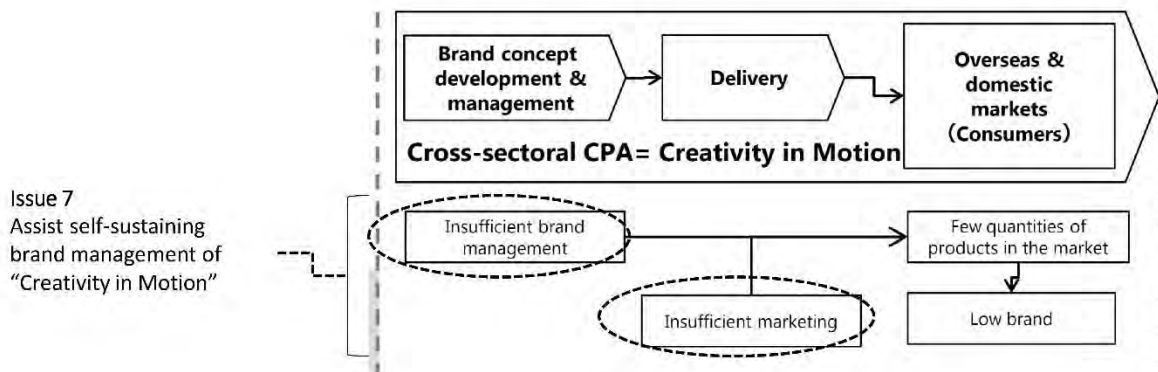 Brand concept
development &
management
Delivery
Overseas &
domestic
markets
(Consumers)
Cross-sectoral CPA= Creativity in Motion
Issue 7
Assist self-sustaining
brand management of
“Creativity in Motion”
Insufficient brand
management
Few quantities of
products in the market
Insufficient marketing
Low brand